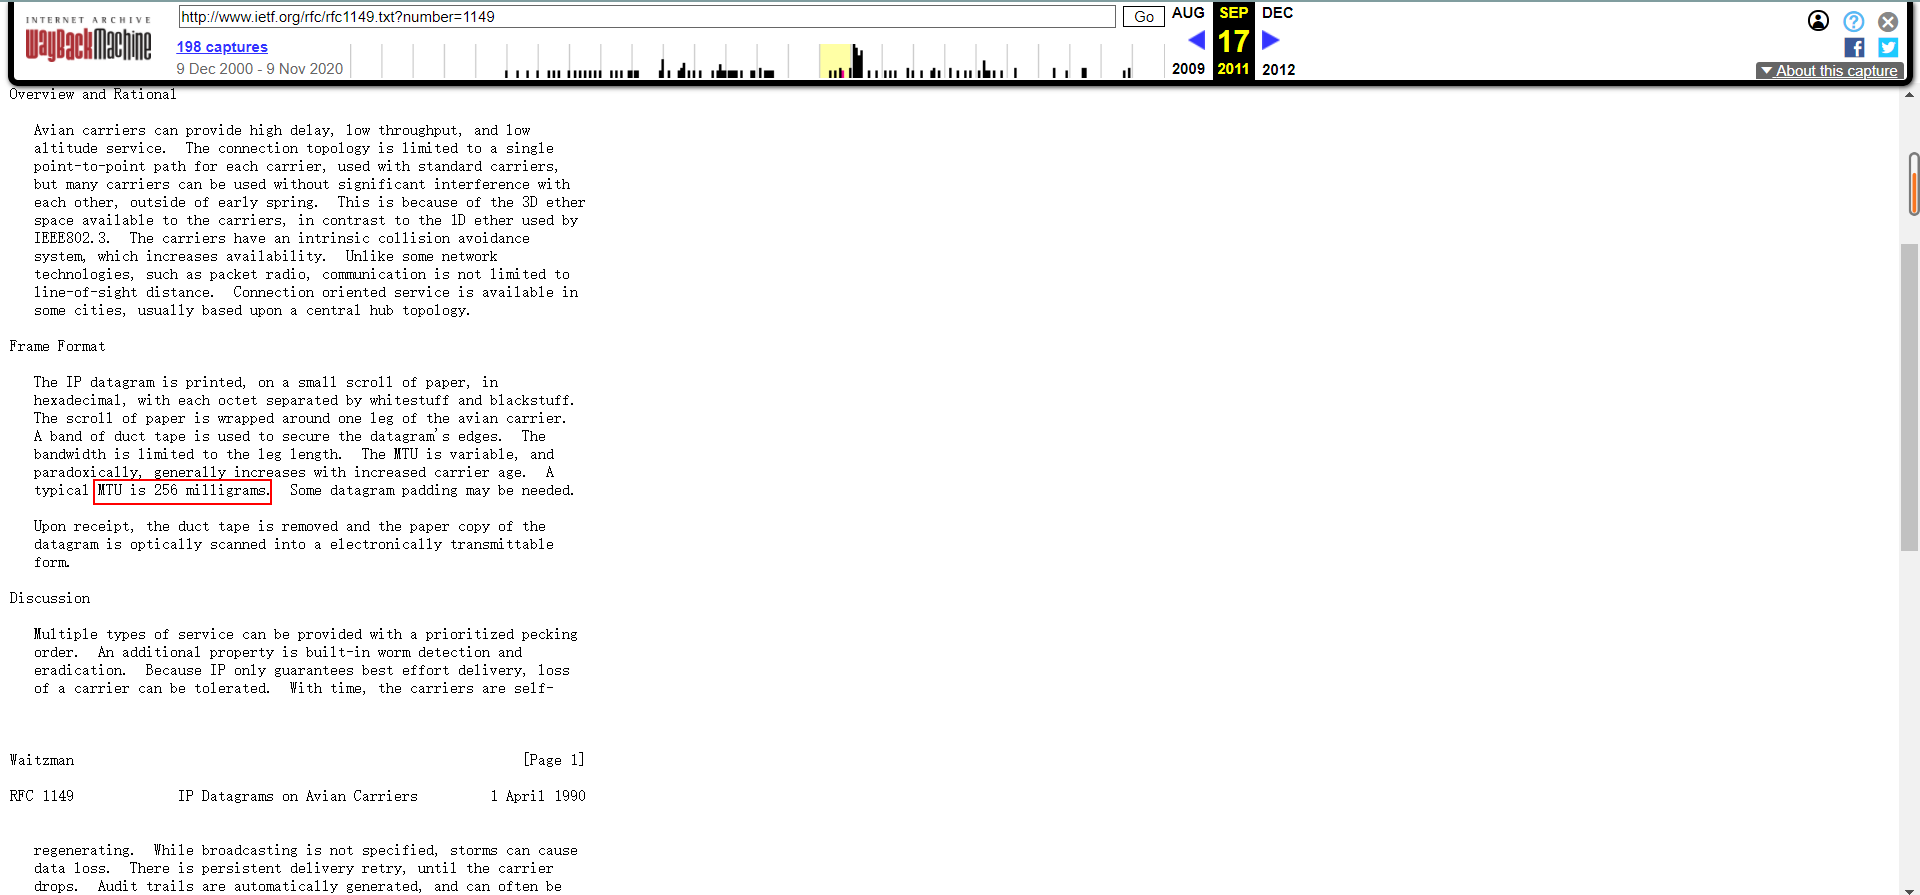 INTERNET ARCHIVE
WayBackMachine
http://www.ietf.org/rfc/rfc1149.txt?number=1149
Go
198 captures
9 Dec 2000 - 9 Nov 2020
AUG SEP DEC
17
2009 2011 2012
About this capture
Overview and Rational
Avian carriers can provide high delay, low throughput, and low
altitude service.  The connection topology is limited to a single
point-to-point path for each carrier, used with standard carriers,
but many carriers can be used without significant interference with
each other, outside of early spring.  This is because of the 3D ether
space available to the carriers, in contrast to the 1D ether used by
IEEE802.3.  The carriers have an intrinsic collision avoidance
system, which increases availability.  Unlike some network
technologies, such as packet radio, communication is not limited to
line-of-sight distance.  Connection oriented service is available in
some cities, usually based upon a central hub topology.
Frame Format
The IP datagram is printed, on a small scroll of paper, in
hexadecimal, with each octet separated by whitestuff and blackstuff.
The scroll of paper is wrapped around one leg of the avian carrier.
A band of duct tape is used to secure the datagram's edges.  The
bandwidth is limited to the leg length.  The MTU is variable, and
paradoxically, generally increases with increased carrier age.  A
typical MTU is 256 milligrams.  Some datagram padding may be needed.
Upon receipt, the duct tape is removed and the paper copy of the
datagram is optically scanned into a electronically transmittable
form.
Discussion
Multiple types of service can be provided with a prioritized pecking
order.  An additional property is built-in worm detection and
eradication.  Because IP only guarantees best effort delivery, loss
of a carrier can be tolerated.  With time, the carriers are self-
Waitzman [Page 1]
RFC 1149 IP Datagrams on Avian Carriers 1 April 1990
regenerating.  While broadcasting is not specified, storms can cause
data loss.  There is persistent delivery retry, until the carrier
drops.  Audit trails are automatically generated, and can often be